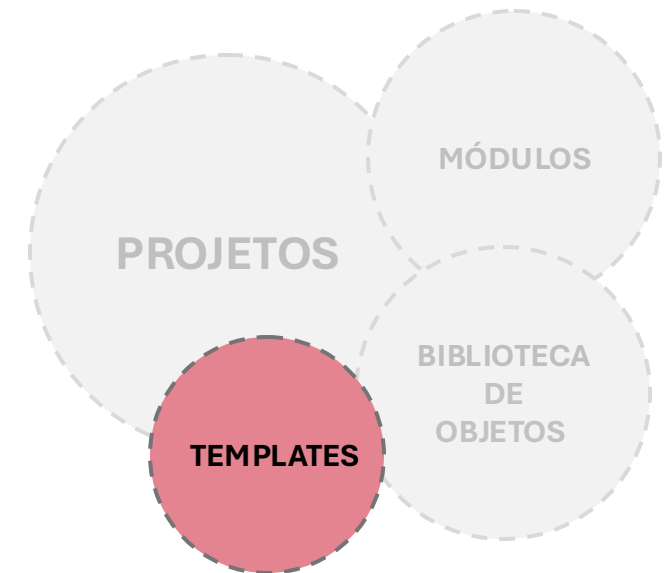 MÓDULOS
PROJETOS
BIBLIOTECA
DE
OBJETOS
TEMPLATES